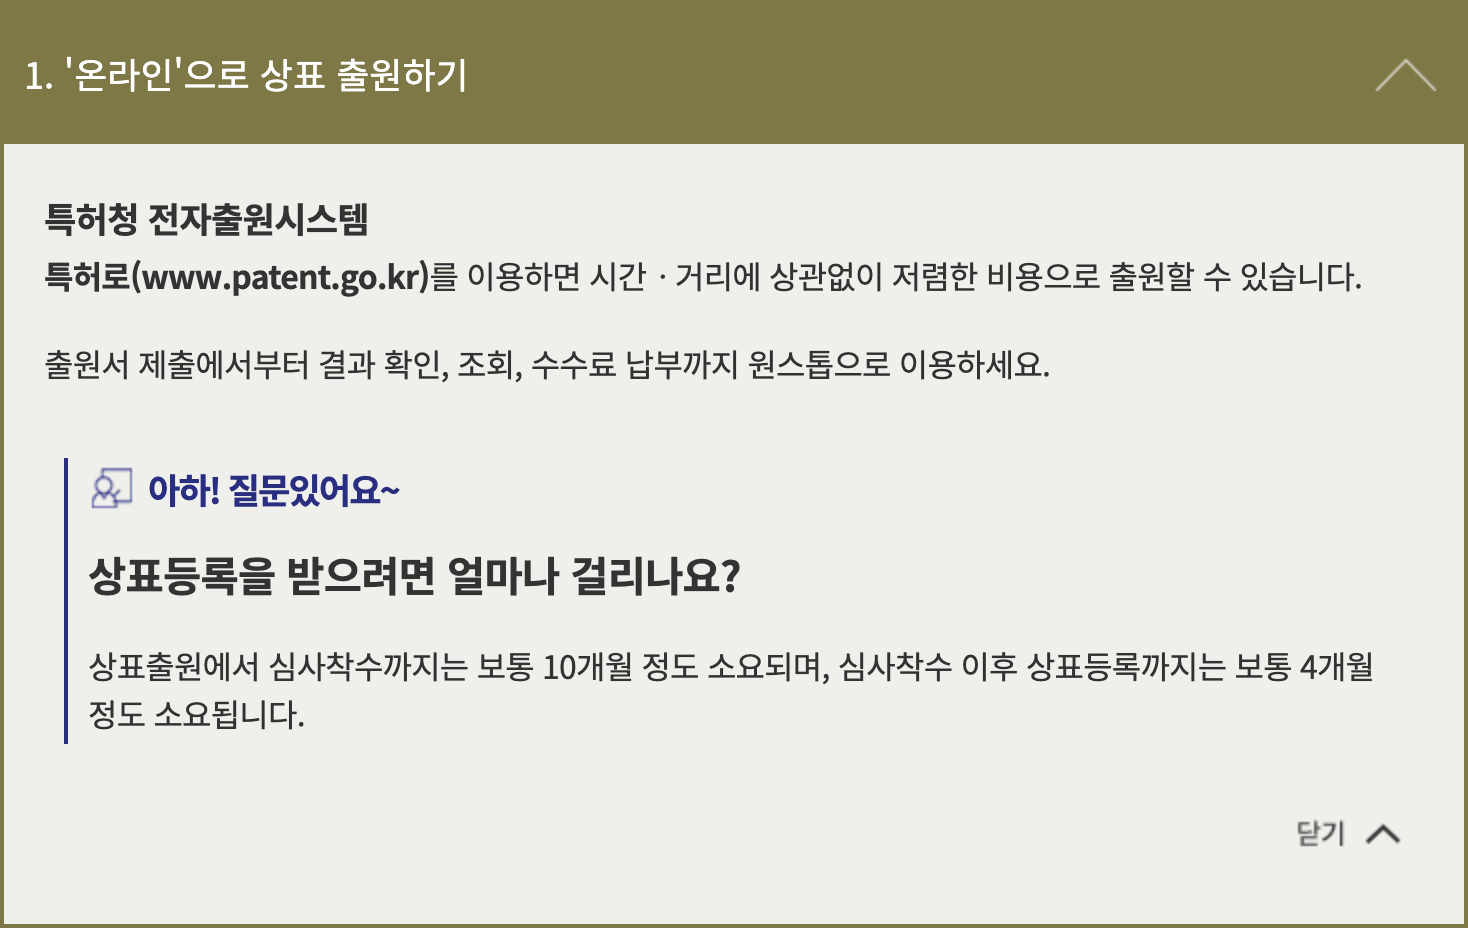 1. '온라인'으로 상표 출원하기
특허청 전자출원시스템
특허로(www.patent.go.kr)를 이용하면 시간 · 거리에 상관없이 저렴한 비용으로 출원할 수 있습니다.
출원서 제출에서부터 결과 확인, 조회, 수수료 납부까지 원스톱으로 이용하세요.
아하! 질문있어요~
상표등록을 받으려면 얼마나 걸리나요?
상표출원에서 심사착수까지는 보통 10개월 정도 소요되며, 심사착수 이후 상표등록까지는 보통 4개월
정도 소요됩니다.
닫기